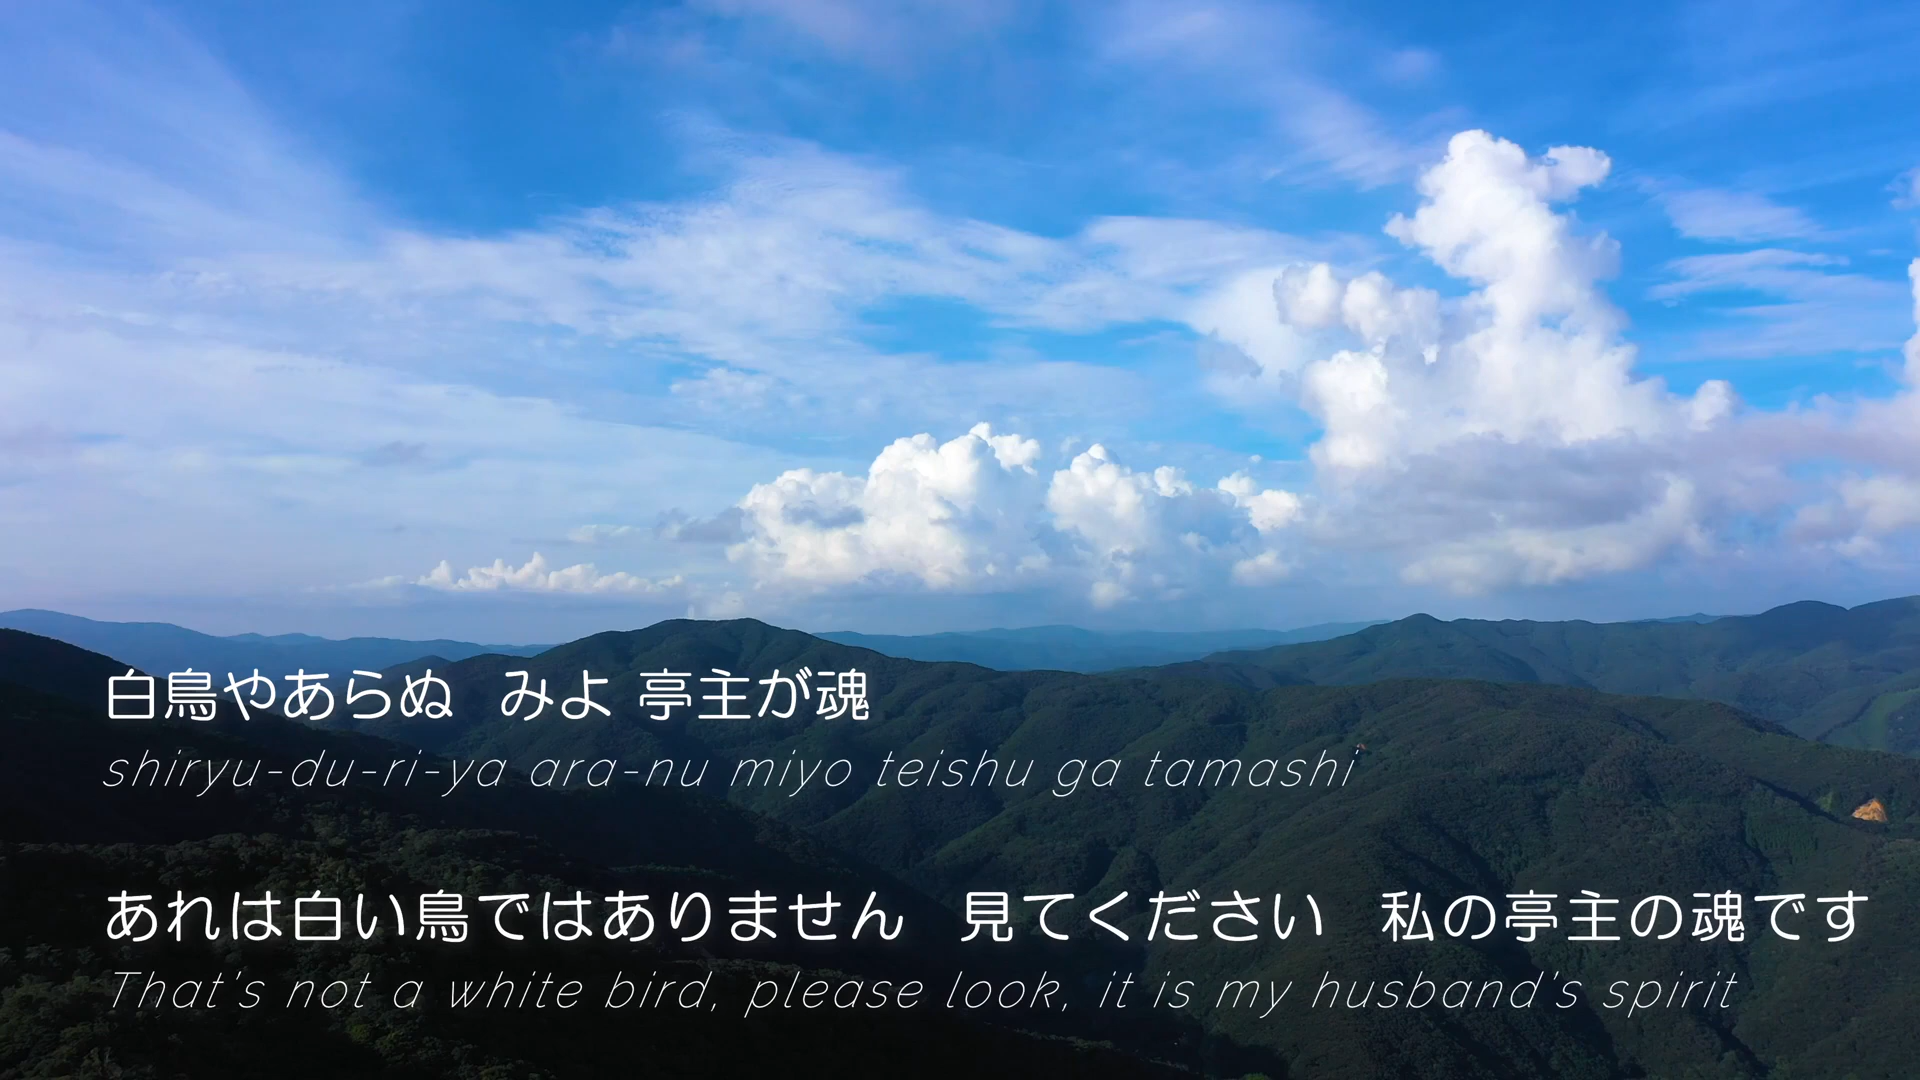 白鳥やあらぬ みよ 亭主が魂
shiryu-du-ri-ya ara-nu miyo teishu ga tamashi
あれは白い鳥ではありません 見てください 私の亭主の魂です
That's not a white bird, please look, it is my husband's spirit